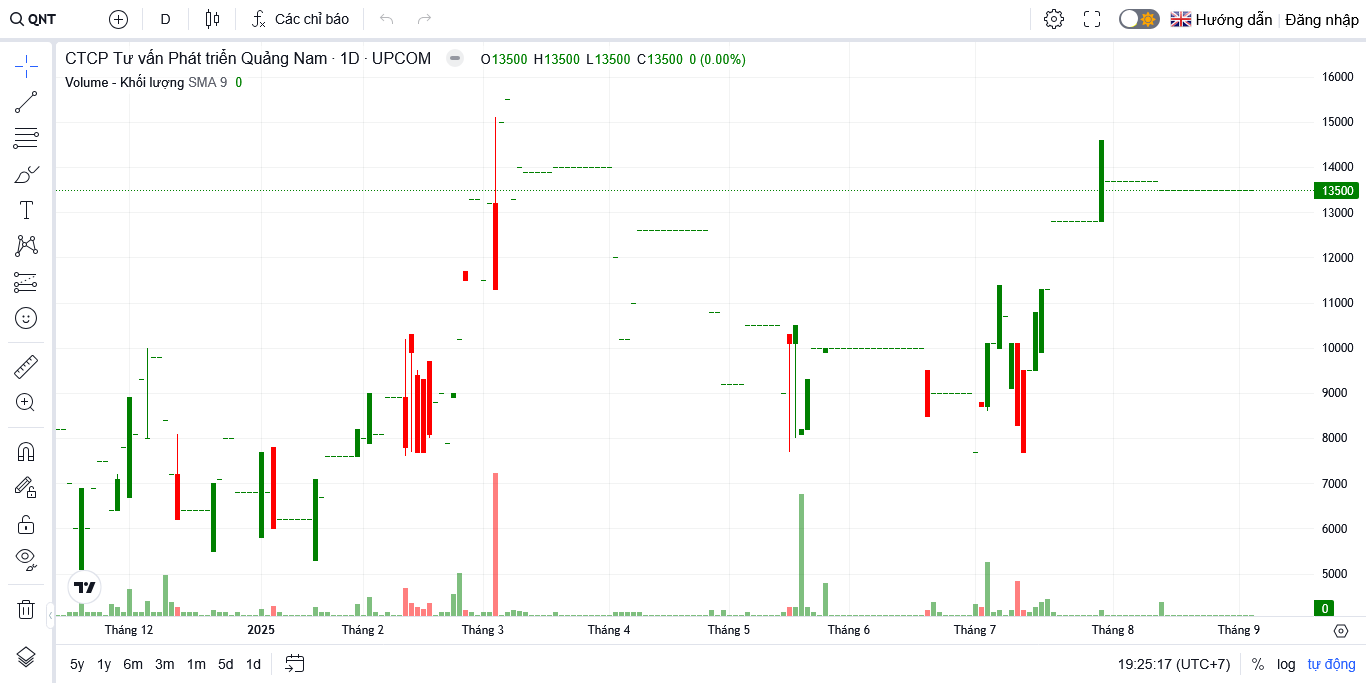 QNT D Các chỉ báo Hướng dẫn Đăng nhập
CTCP Tư vấn Phát triển Quảng Nam · 1D · UPCOM O13500 H13500 L13500 C13500 0 (0.00%)
Volume - Khối lượng SMA 9 0
16000
15000
14000
13500
13000
12000
11000
10000
9000
8000
7000
6000
5000
0
Tháng 12 2025 Tháng 2 Tháng 3 Tháng 4 Tháng 5 Tháng 6 Tháng 7 Tháng 8 Tháng 9
5y 1y 6m 3m 1m 5d 1d 19:25:17 (UTC+7) % log tự động